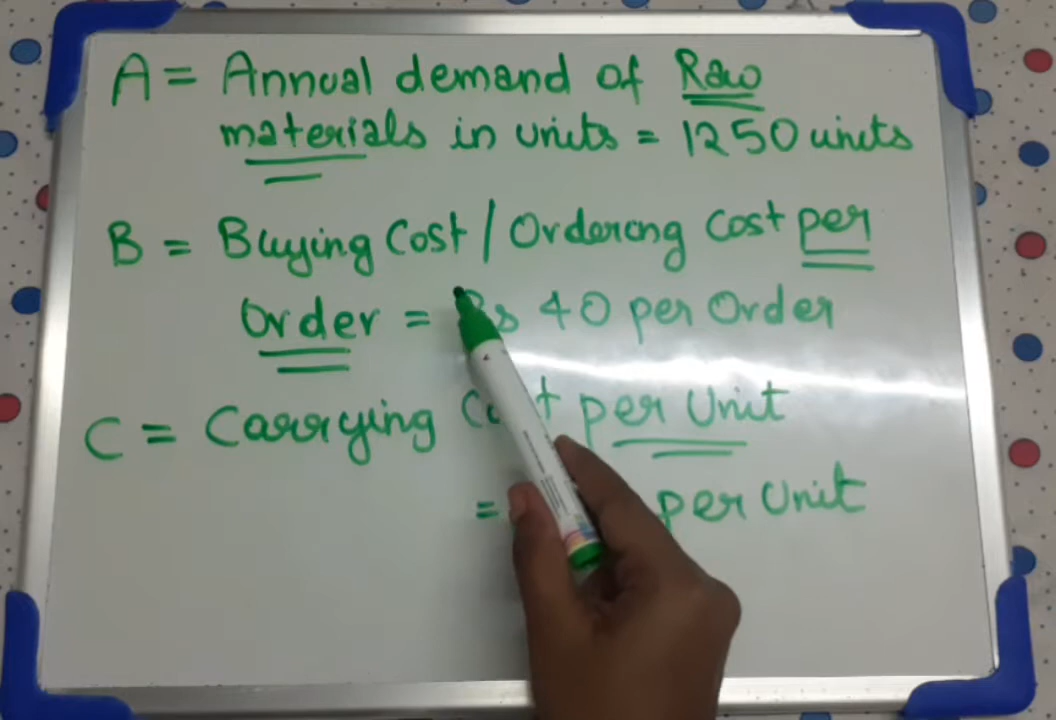 A = Annual demand of Raw
materials in units = 1250 units
B = Buying Cost / Ordering Cost per
Order = Rs 40 per Order
C = Carrying Cost per Unit
= per Unit